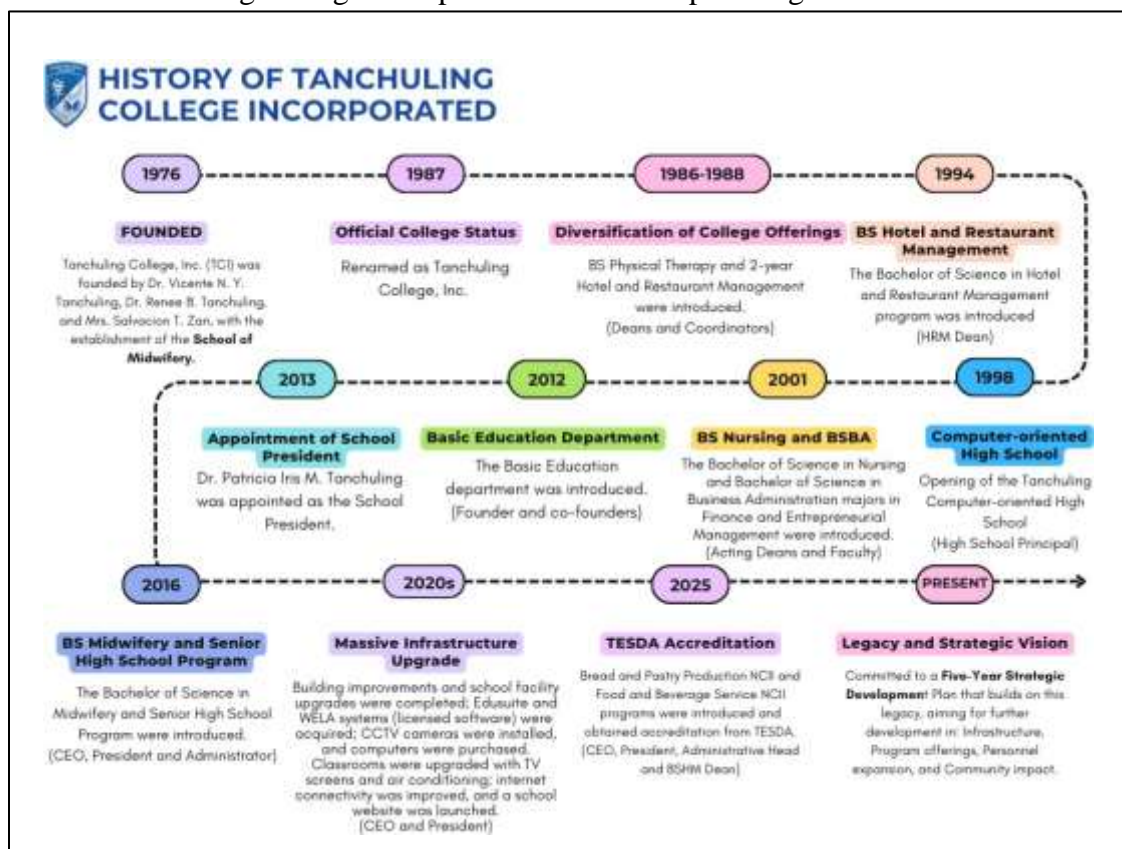 HISTORY OF TANCHULING
COLLEGE INCORPORATED
1976
FOUNDED
Tanchuling College, Inc. (TCI) was
founded by Dr. Vicente N. Y.
Tanchuling, Dr. Renee B. Tanchuling,
and Mrs. Salvacion T. Zan, with the
establishment of the School of
Midwifery.
1987
Official College Status
Renamed as Tanchuling
College, Inc.
1986-1988
Diversification of College Offerings
BS Physical Therapy and 2-year
Hotel and Restaurant Management
were introduced.
(Deans and Coordinators)
1994
BS Hotel and Restaurant
Management
The Bachelor of Science in Hotel
and Restaurant Management
program was introduced
(HRM Dean)
1998
Computer-oriented
High School
Opening of the Tanchuling
Computer-oriented High
School
(High School Principal)
2001
BS Nursing and BSBA
The Bachelor of Science in Nursing
and Bachelor of Science in
Business Administration majors in
Finance and Entrepreneurial
Management were introduced.
(Acting Deans and Faculty)
2012
Basic Education Department
The Basic Education
department was introduced.
(Founder and co-founders)
2013
Appointment of School
President
Dr. Patricia Iris M. Tanchuling
was appointed as the School
President.
2016
BS Midwifery and Senior
High School Program
The Bachelor of Science in
Midwifery and Senior High School
Program were introduced.
(CEO, President and Administrator)
2020s
Massive Infrastructure
Upgrade
Building improvements and school facility
upgrades were completed; Edusuite and
WELA systems (licensed software) were
acquired; CCTV cameras were installed,
and computers were purchased.
Classrooms were upgraded with TV
screens and air conditioning; internet
connectivity was improved, and a school
website was launched.
(CEO and President)
2025
TESDA Accreditation
Bread and Pastry Production NCII and
Food and Beverage Service NCII
programs were introduced and
obtained accreditation from TESDA.
(CEO, President, Administrative Head
and BSHM Dean)
PRESENT
Legacy and Strategic Vision
Committed to a Five-Year Strategic
Development Plan that builds on this
legacy, aiming for further
development in: Infrastructure,
Program offerings, Personnel
expansion, and Community impact.